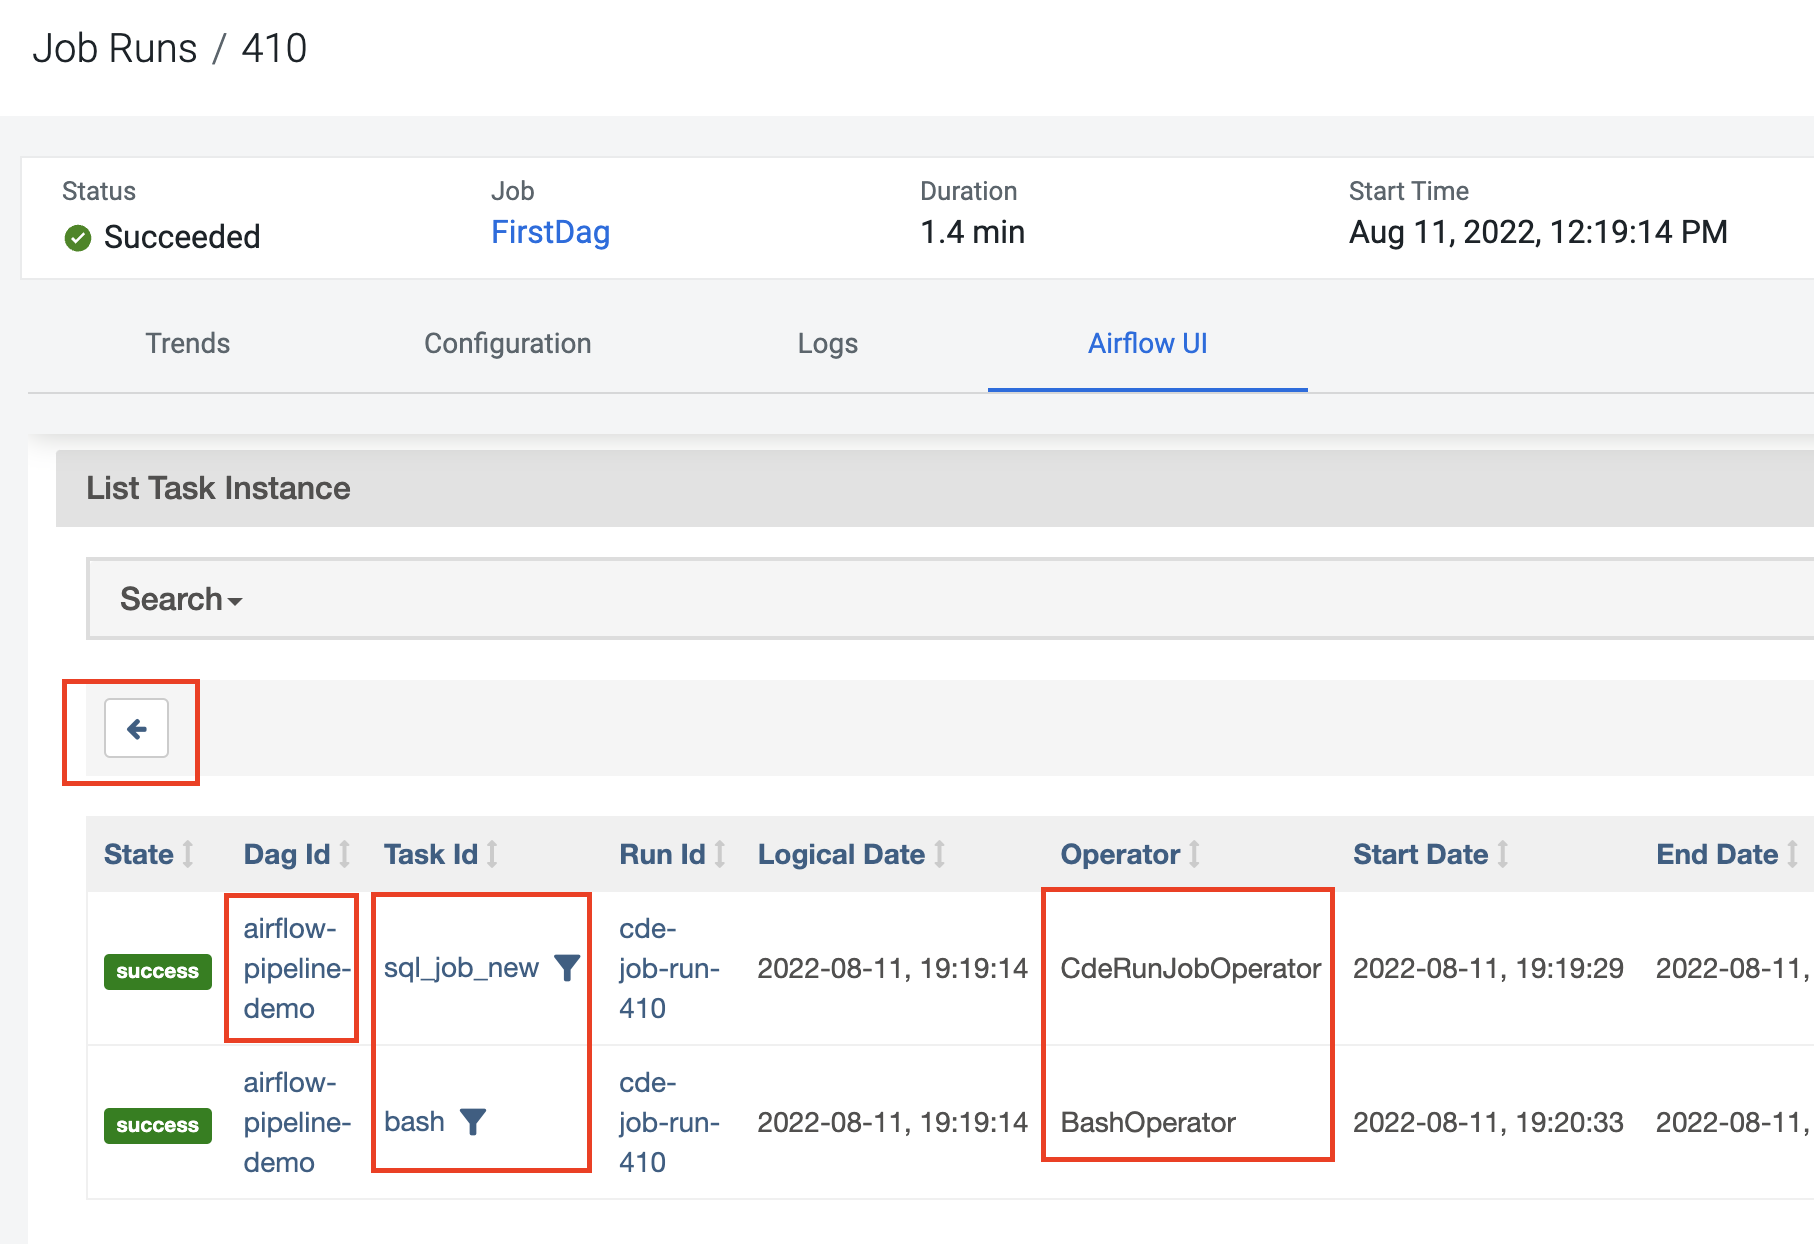 Job Runs / 410
Status Job Duration Start Time
Succeeded FirstDag 1.4 min Aug 11, 2022, 12:19:14 PM
Trends Configuration Logs Airflow UI
List Task Instance
Search
State Dag Id Task Id Run Id Logical Date Operator Start Date End Date
airflow- cde-
success pipeline- sql_job_new job-run- 2022-08-11, 19:19:14 CdeRunJobOperator 2022-08-11, 19:19:29 2022-08-11,
demo 410
airflow- cde-
success pipeline- bash job-run- 2022-08-11, 19:19:14 BashOperator 2022-08-11, 19:20:33 2022-08-11,
demo 410